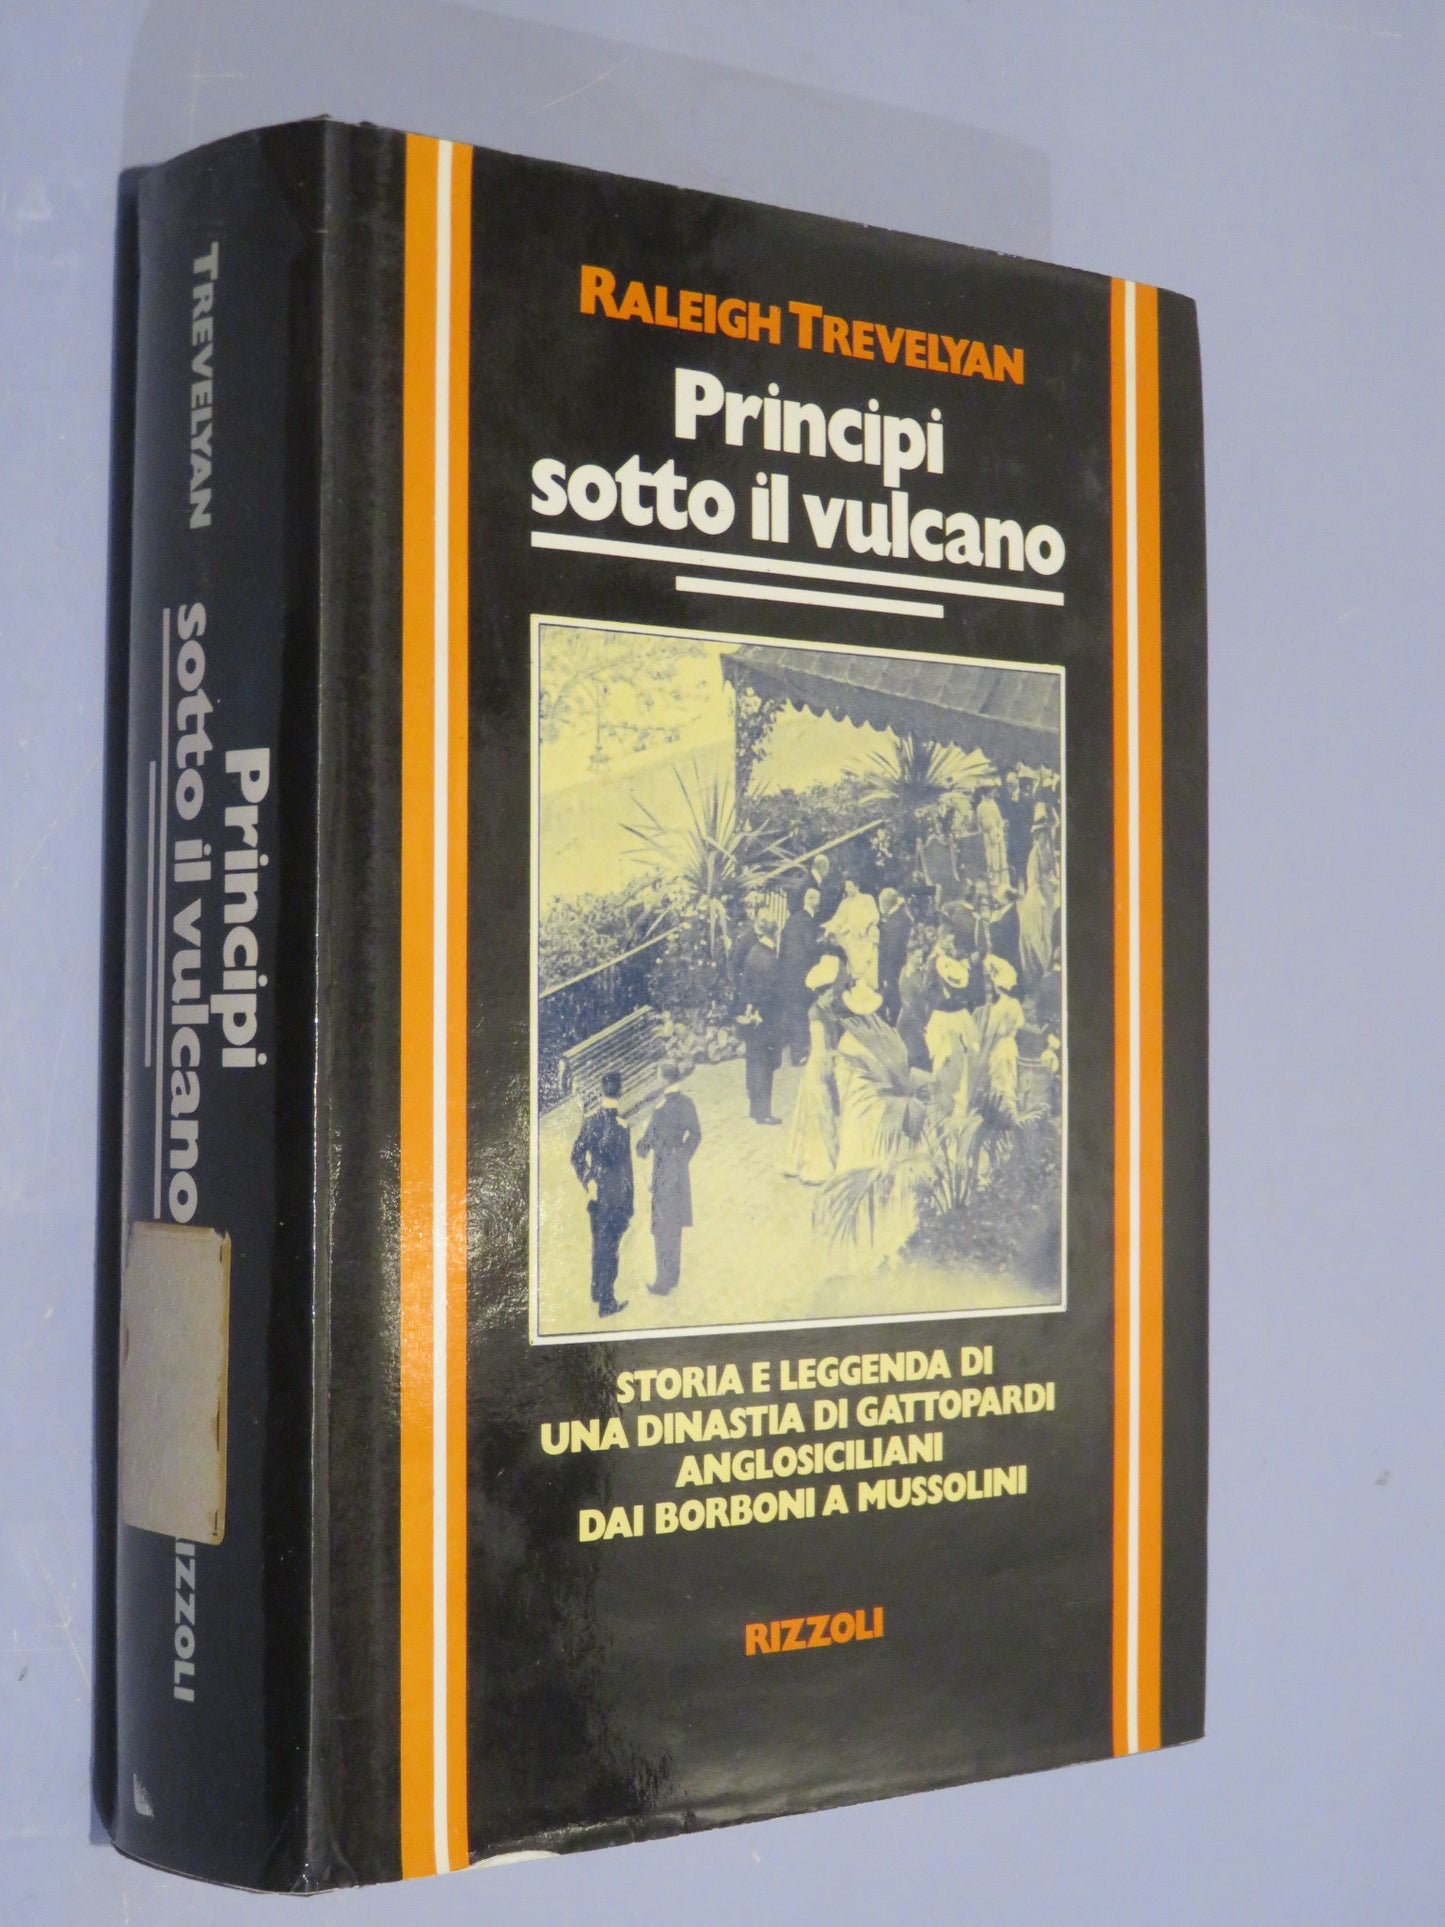 RALEIGH TREVELYAN
Principi
sotto il vulcano
STORIA E LEGGENDA DI
UNA DINASTIA DI GATTOPARDI
ANGLOSICILIANI
DAI BORBONI A MUSSOLINI
RIZZOLI
TREVELYAN
Principi
sotto il vulcano
IZZOLI